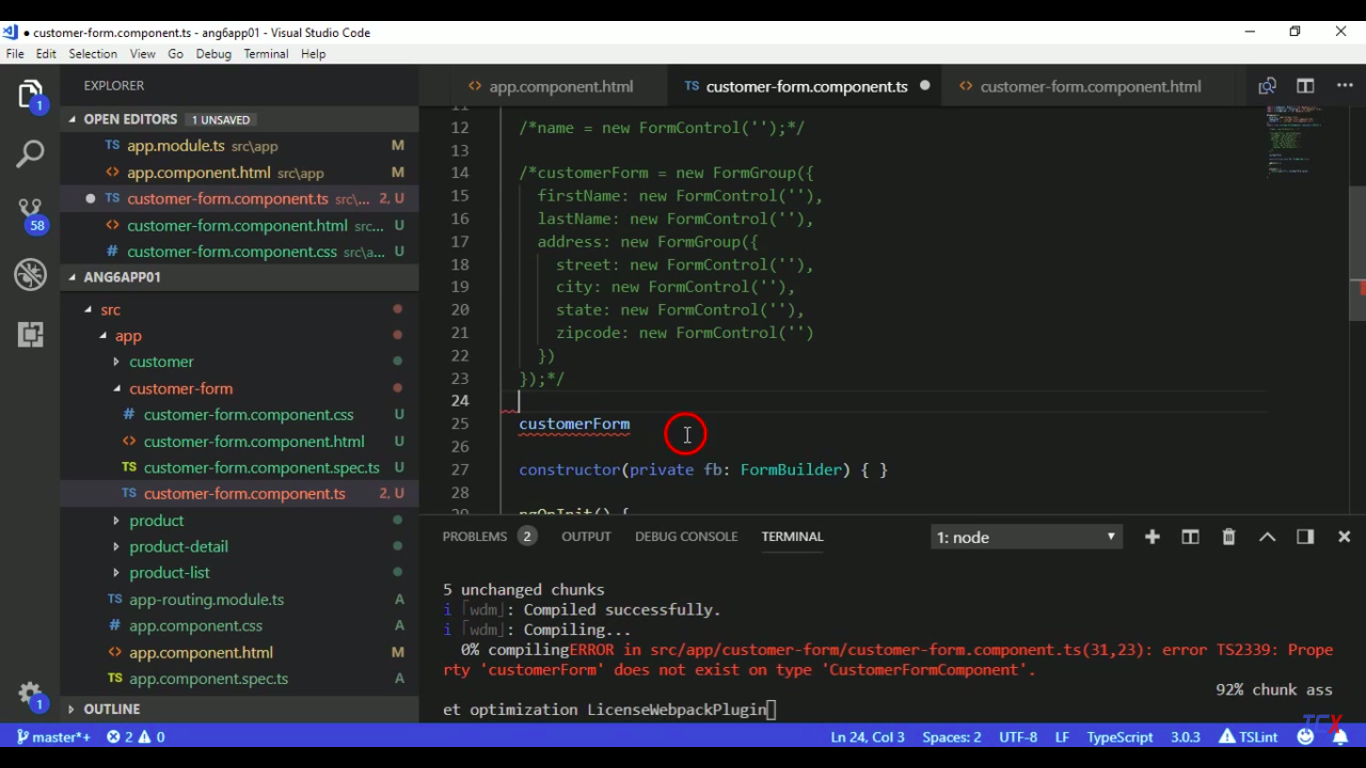 ● customer-form.component.ts - ang6app01 - Visual Studio Code
File Edit Selection View Go Debug Terminal Help
EXPLORER
OPEN EDITORS 1 UNSAVED
TS app.module.ts src\app M
<> app.component.html src\app M
● TS customer-form.component.ts src\... 2, U
<> customer-form.component.html src... U
# customer-form.component.css src\a... U
ANG6APP01
src
app
customer
customer-form
# customer-form.component.css U
<> customer-form.component.html U
TS customer-form.component.spec.ts U
TS customer-form.component.ts 2, U
product
product-detail
product-list
TS app-routing.module.ts A
# app.component.css A
<> app.component.html M
TS app.component.spec.ts A
OUTLINE
1
58
1
<> app.component.html TS customer-form.component.ts ● <> customer-form.component.html
11
12 /*name = new FormControl('');*/
13
14 /*customerForm = new FormGroup({
15 firstName: new FormControl(''),
16 lastName: new FormControl(''),
17 address: new FormGroup({
18 street: new FormControl(''),
19 city: new FormControl(''),
20 state: new FormControl(''),
21 zipcode: new FormControl('')
22 })
23 });*/
24
25 customerForm
26
27 constructor(private fb: FormBuilder) { }
28
29 ngOnInit() {
PROBLEMS 2 OUTPUT DEBUG CONSOLE TERMINAL 1: node
5 unchanged chunks
i ｢wdm｣: Compiled successfully.
i ｢wdm｣: Compiling...
0% compilingERROR in src/app/customer-form/customer-form.component.ts(31,23): error TS2339: Prope
rty 'customerForm' does not exist on type 'CustomerFormComponent'.
92% chunk ass
et optimization LicenseWebpackPlugin
master*+ 2 0 Ln 24, Col 3 Spaces: 2 UTF-8 LF TypeScript 3.0.3 TSLint